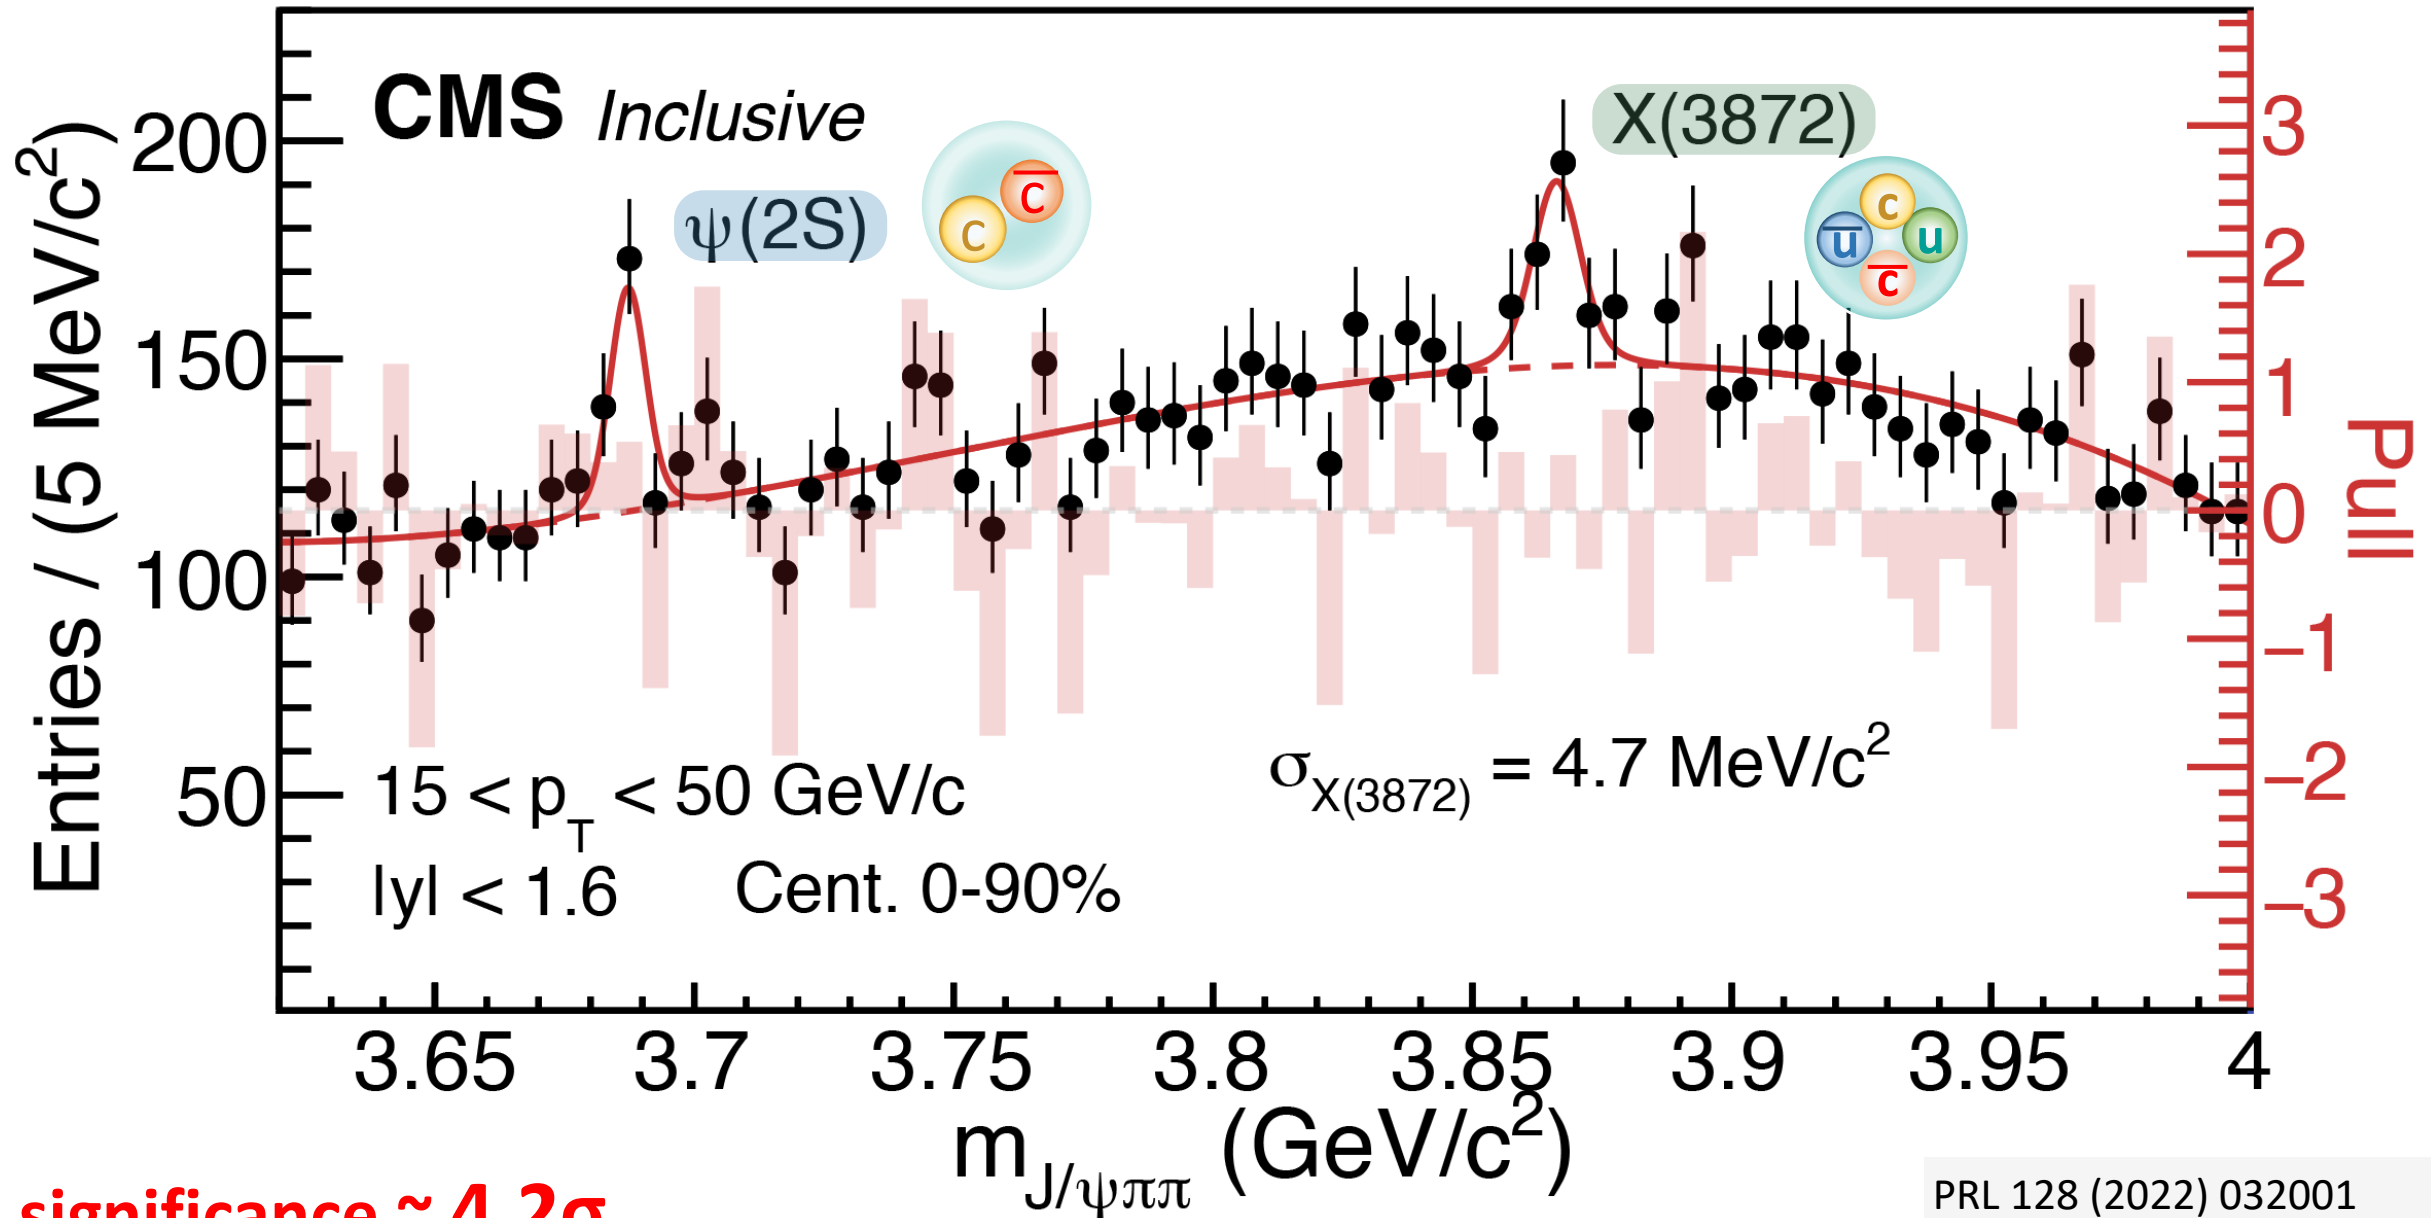 CMS Inclusive
X(3872)
ψ(2S)
c c̅
c
u̅ u
c̅
Entries / (5 MeV/c²)
200
150
100
50
3
2
1
0
−1
−2
−3
Pull
15 < p_T < 50 GeV/c
σ_X(3872) = 4.7 MeV/c²
|y| < 1.6 Cent. 0-90%
3.65 3.7 3.75 3.8 3.85 3.9 3.95 4
m_J/ψππ (GeV/c²)
significance ~ 4.2σ
PRL 128 (2022) 032001